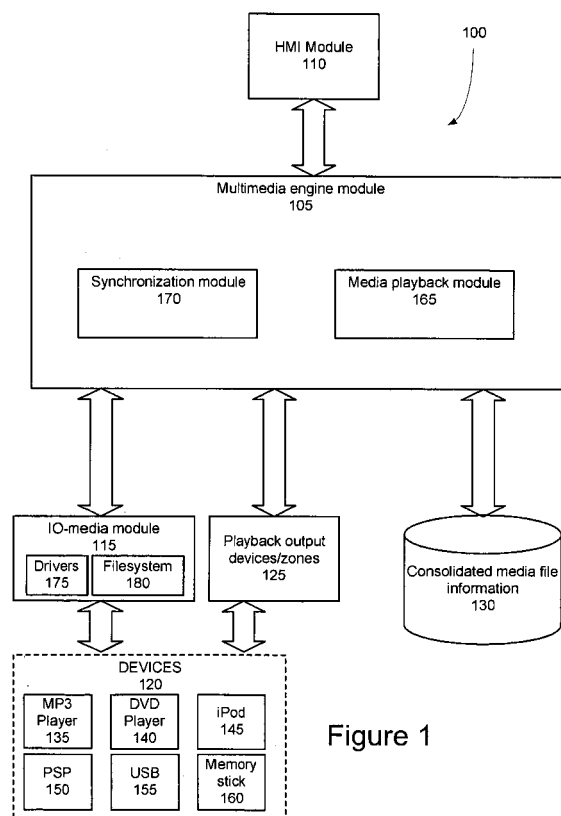 HMI Module
110
100
Multimedia engine module
105
Synchronization module
170
Media playback module
165
IO-media module
115
Drivers
175
Filesystem
180
Playback output
devices/zones
125
Consolidated media file
information
130
DEVICES
120
MP3
Player
135
DVD
Player
140
iPod
145
PSP
150
USB
155
Memory
stick
160
Figure 1